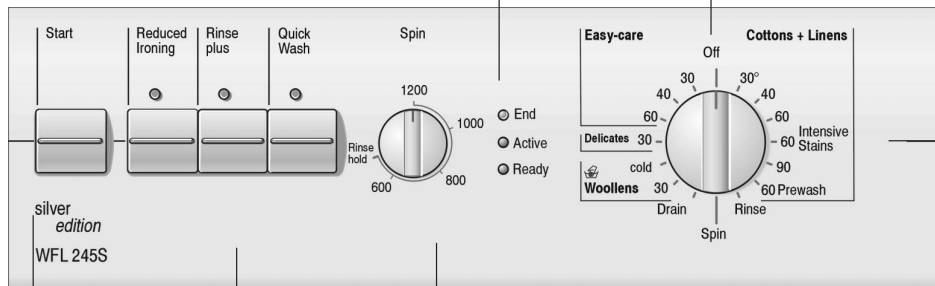 Start
Reduced
Ironing
Rinse
plus
Quick
Wash
Spin
1200
1000
800
600
Rinse
hold
End
Active
Ready
Easy-care
Off
Cottons + Linens
30
40
60
Delicates 30
cold
Woollens 30
Drain
Spin
Rinse
30°
40
60
60 Intensive
Stains
90
60 Prewash
silver
edition
WFL 245S